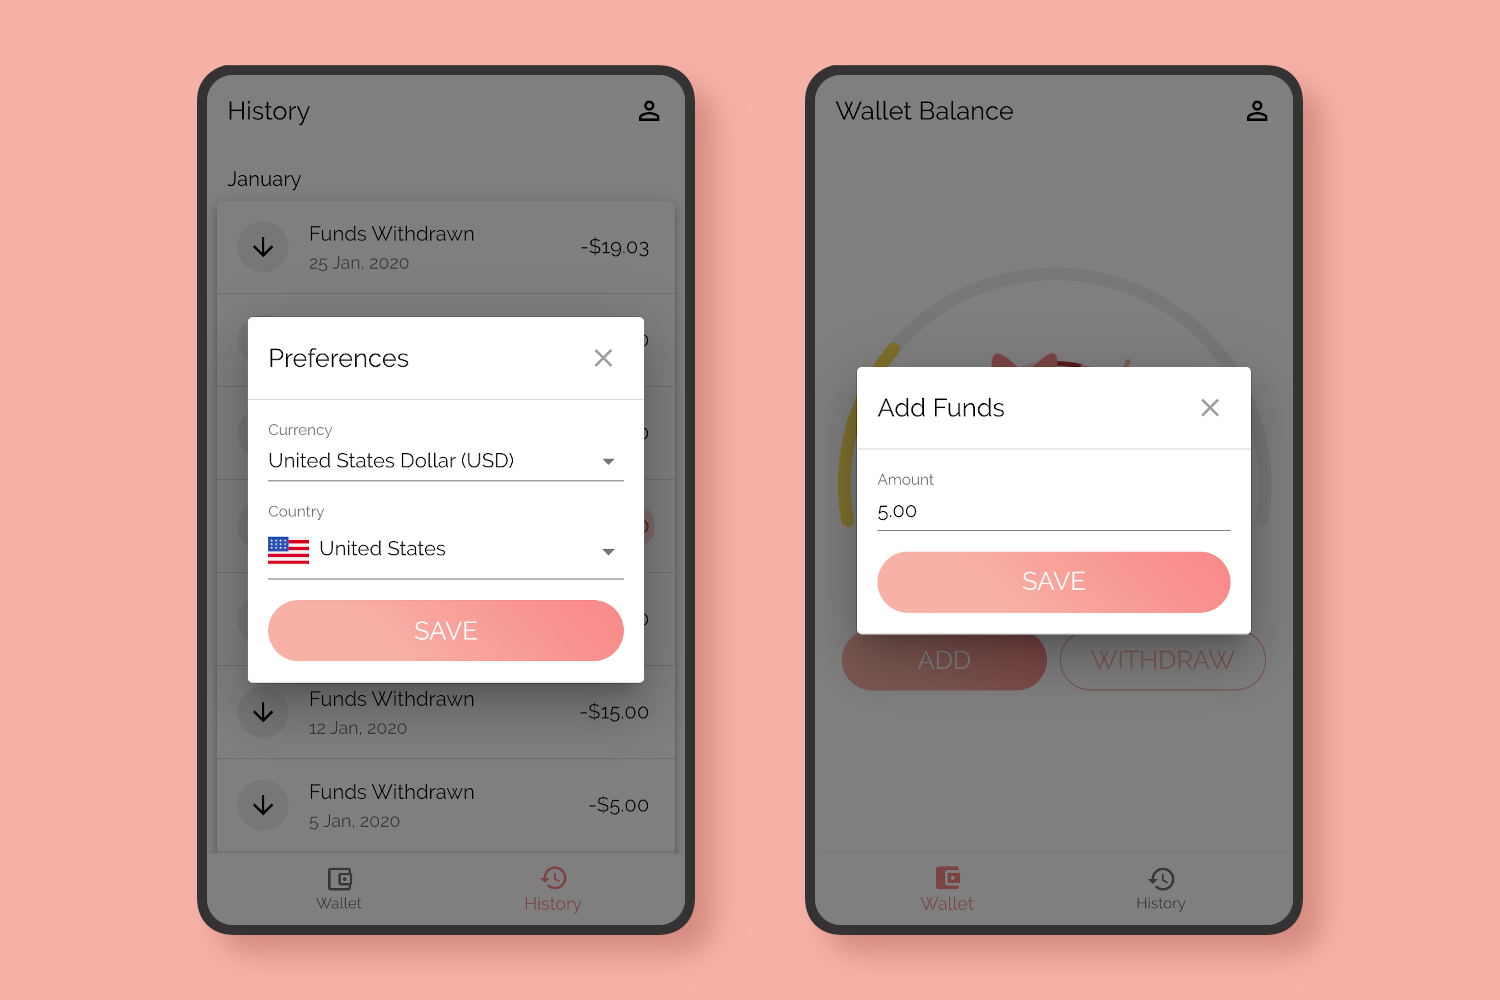 History
January
Funds Withdrawn
25 Jan, 2020
-$19.03
Preferences
Currency
United States Dollar (USD)
Country
United States
SAVE
Funds Withdrawn
12 Jan, 2020
-$15.00
Funds Withdrawn
5 Jan, 2020
-$5.00
Wallet
History
Wallet Balance
Add Funds
Amount
5.00
SAVE
ADD
WITHDRAW
Wallet
History